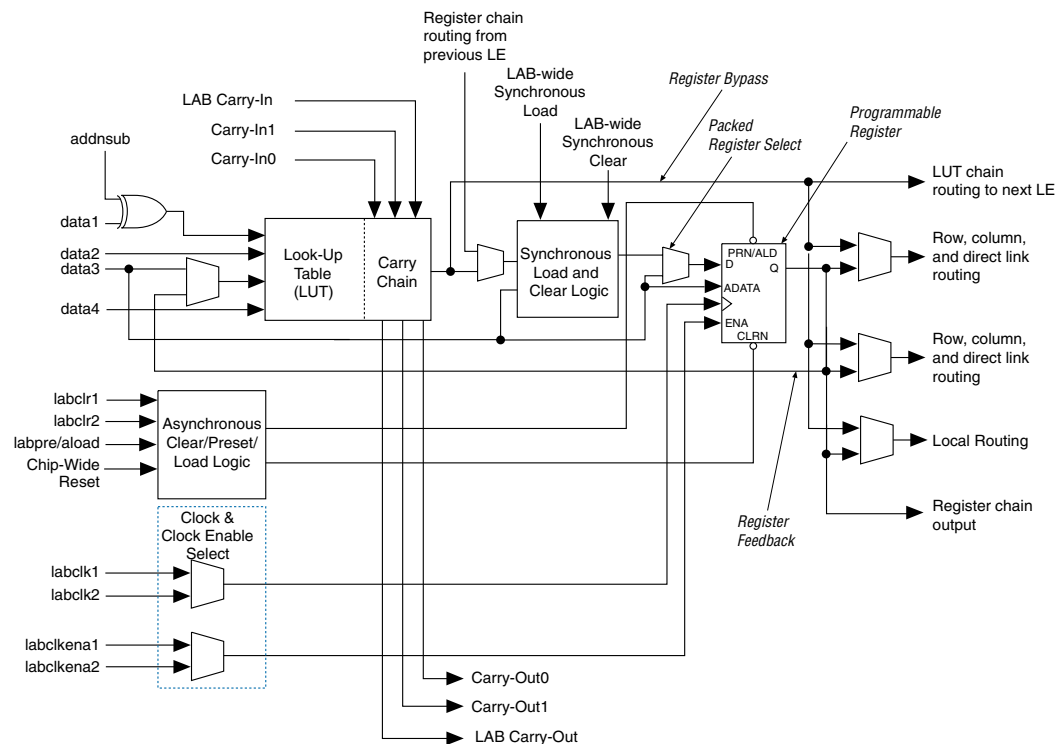 Register chain
routing from
previous LE
LAB-wide
Synchronous
Load
LAB-wide
Synchronous
Clear
Register Bypass
Packed
Register Select
Programmable
Register
LAB Carry-In
Carry-In1
Carry-In0
addnsub
data1
data2
data3
data4
Look-Up
Table
(LUT)
Carry
Chain
Synchronous
Load and
Clear Logic
PRN/ALD
D
Q
ADATA
ENA
CLRN
LUT chain
routing to next LE
Row, column,
and direct link
routing
Row, column,
and direct link
routing
Local Routing
Register chain
output
Register
Feedback
labclr1
labclr2
labpre/aload
Chip-Wide
Reset
Asynchronous
Clear/Preset/
Load Logic
Clock &
Clock Enable
Select
labclk1
labclk2
labclkena1
labclkena2
Carry-Out0
Carry-Out1
LAB Carry-Out